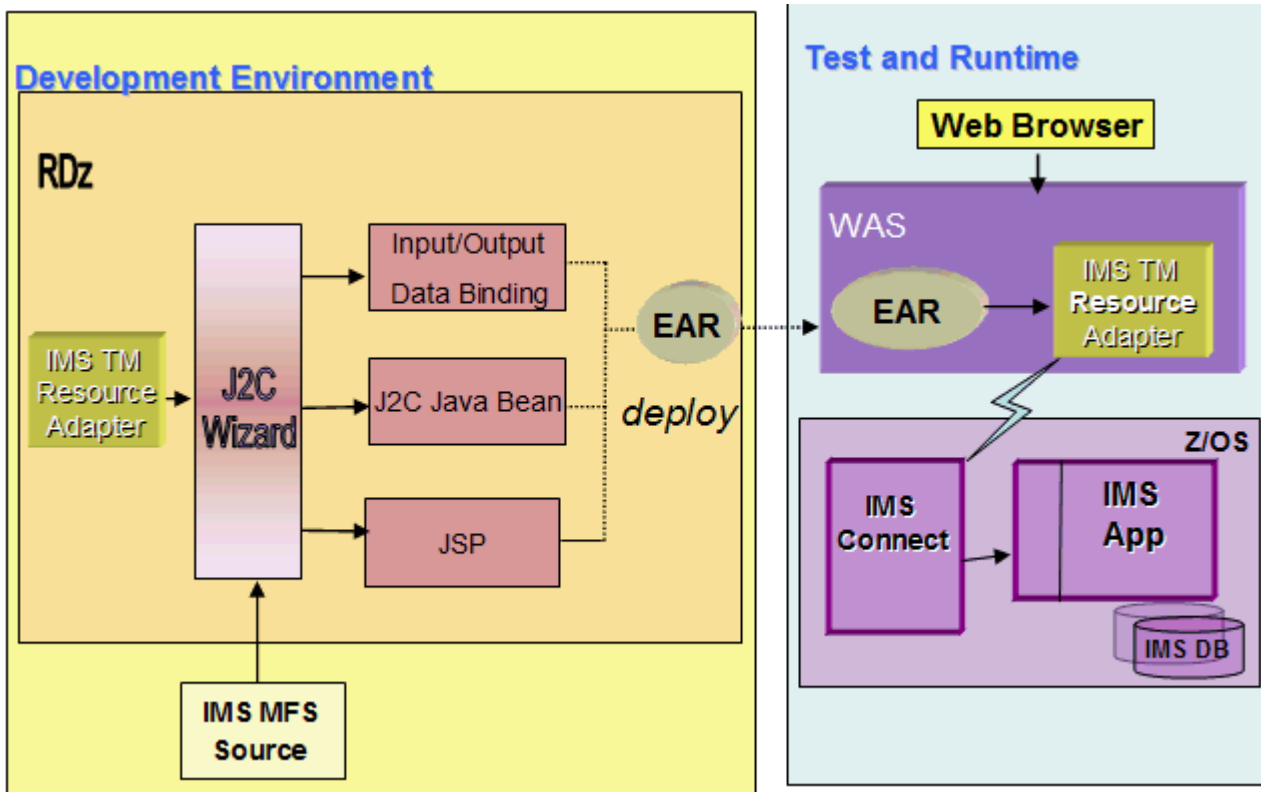 Development Environment
RDz
IMS TM
Resource
Adapter
J2C
Wizard
Input/Output
Data Binding
J2C Java Bean
JSP
EAR
deploy
IMS MFS
Source
Test and Runtime
Web Browser
WAS
EAR
IMS TM
Resource
Adapter
Z/OS
IMS
Connect
IMS
App
IMS DB